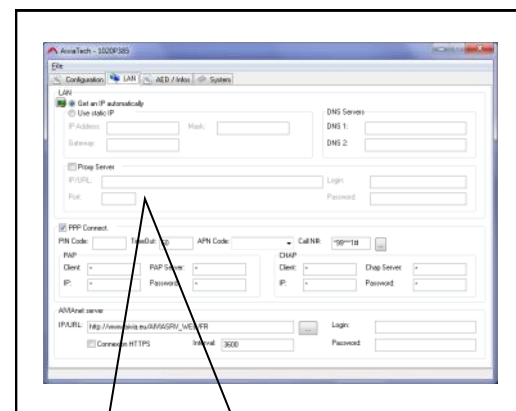 AiviaTech - 1020P385
File
Configuration LAN AED / Infos System
LAN
Get an IP automatically
Use static IP
IP Address: Mask:
Gateway:
DNS Servers
DNS 1:
DNS 2:
Proxy Server
IP/URL: Login:
Port: Password:
PPP Connect.
PIN Code: TimeOut: APN Code: Call N#: *99***1#
PAP
Client: PAP Server:
IP: Password:
CHAP
Client: Chap Server:
IP: Password:
AIVIAnet server
IP/URL: Login:
Connexion HTTPS Interval: 3600 Password: